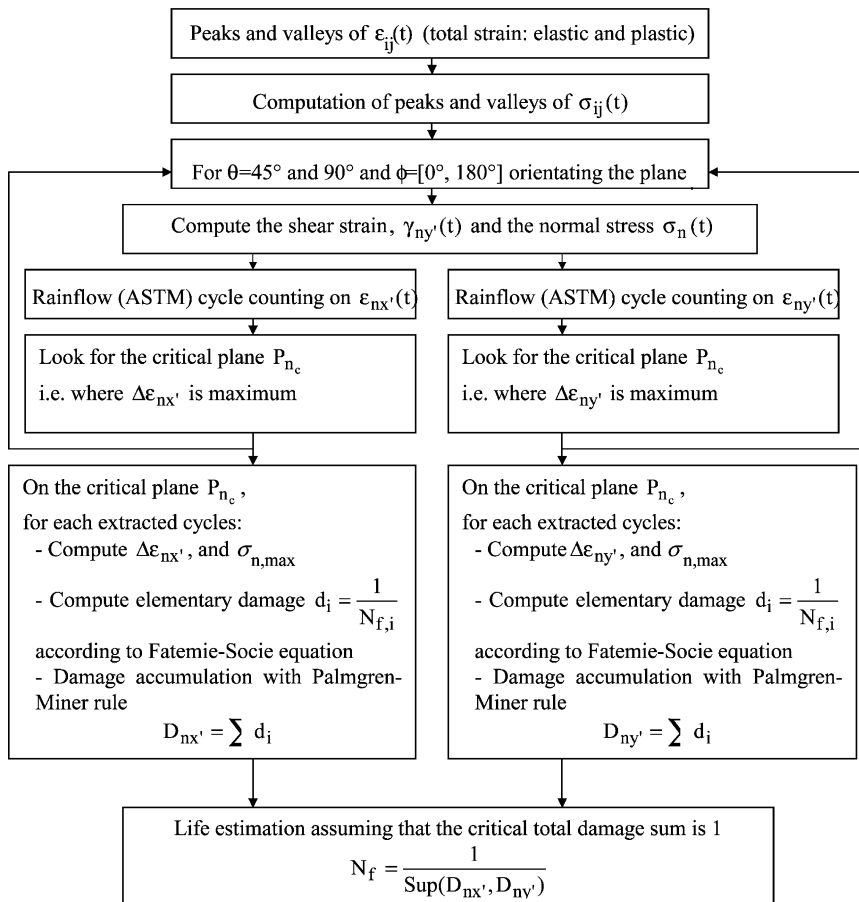 Peaks and valleys of ε_ij(t) (total strain: elastic and plastic)
Computation of peaks and valleys of σ_ij(t)
For θ=45° and 90° and ϕ=[0°, 180°] orientating the plane
Compute the shear strain, γ_ny'(t) and the normal stress σ_n(t)
Rainflow (ASTM) cycle counting on ε_nx'(t)
Look for the critical plane P_n_c
i.e. where Δε_nx' is maximum
Rainflow (ASTM) cycle counting on ε_ny'(t)
Look for the critical plane P_n_c
i.e. where Δε_ny' is maximum
On the critical plane P_n_c,
for each extracted cycles:
- Compute Δε_nx', and σ_n,max
- Compute elementary damage d_i = 1/N_f,i
according to Fatemie-Socie equation
- Damage accumulation with Palmgren-
Miner rule
D_nx' = ∑ d_i
On the critical plane P_n_c,
for each extracted cycles:
- Compute Δε_ny', and σ_n,max
- Compute elementary damage d_i = 1/N_f,i
according to Fatemie-Socie equation
- Damage accumulation with Palmgren-
Miner rule
D_ny' = ∑ d_i
Life estimation assuming that the critical total damage sum is 1
N_f = 1/Sup(D_nx', D_ny')